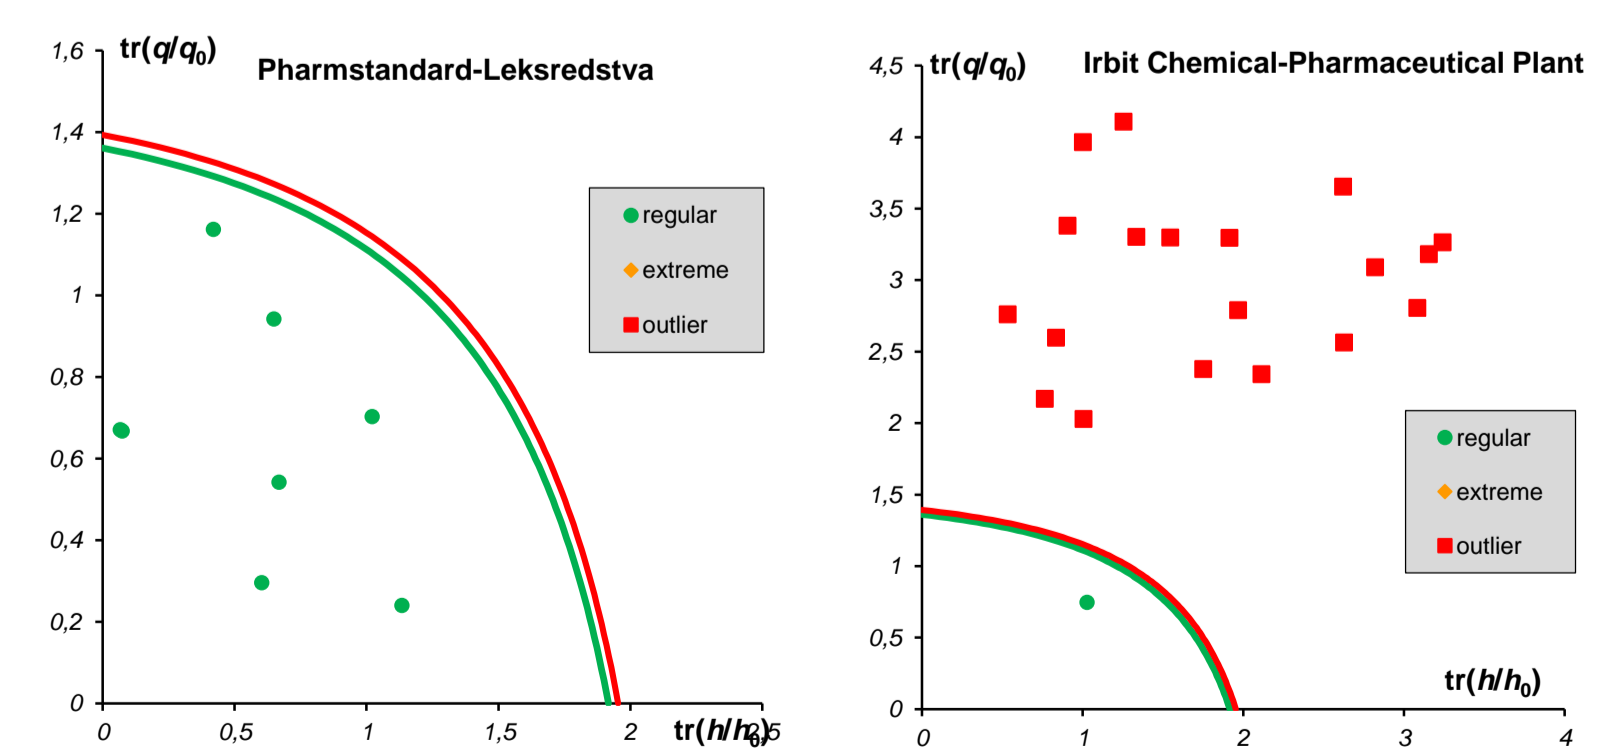 Pharmstandard-Leksredstva
tr(q/q0)
1,6
1,4
1,2
1
0,8
0,6
0,4
0,2
0
regular
extreme
outlier
0 0,5 1 1,5 2 2,5
tr(h/h0)
Irbit Chemical-Pharmaceutical Plant
tr(q/q0)
4,5
4
3,5
3
2,5
2
1,5
1
0,5
0
regular
extreme
outlier
tr(h/h0)
0 1 2 3 4